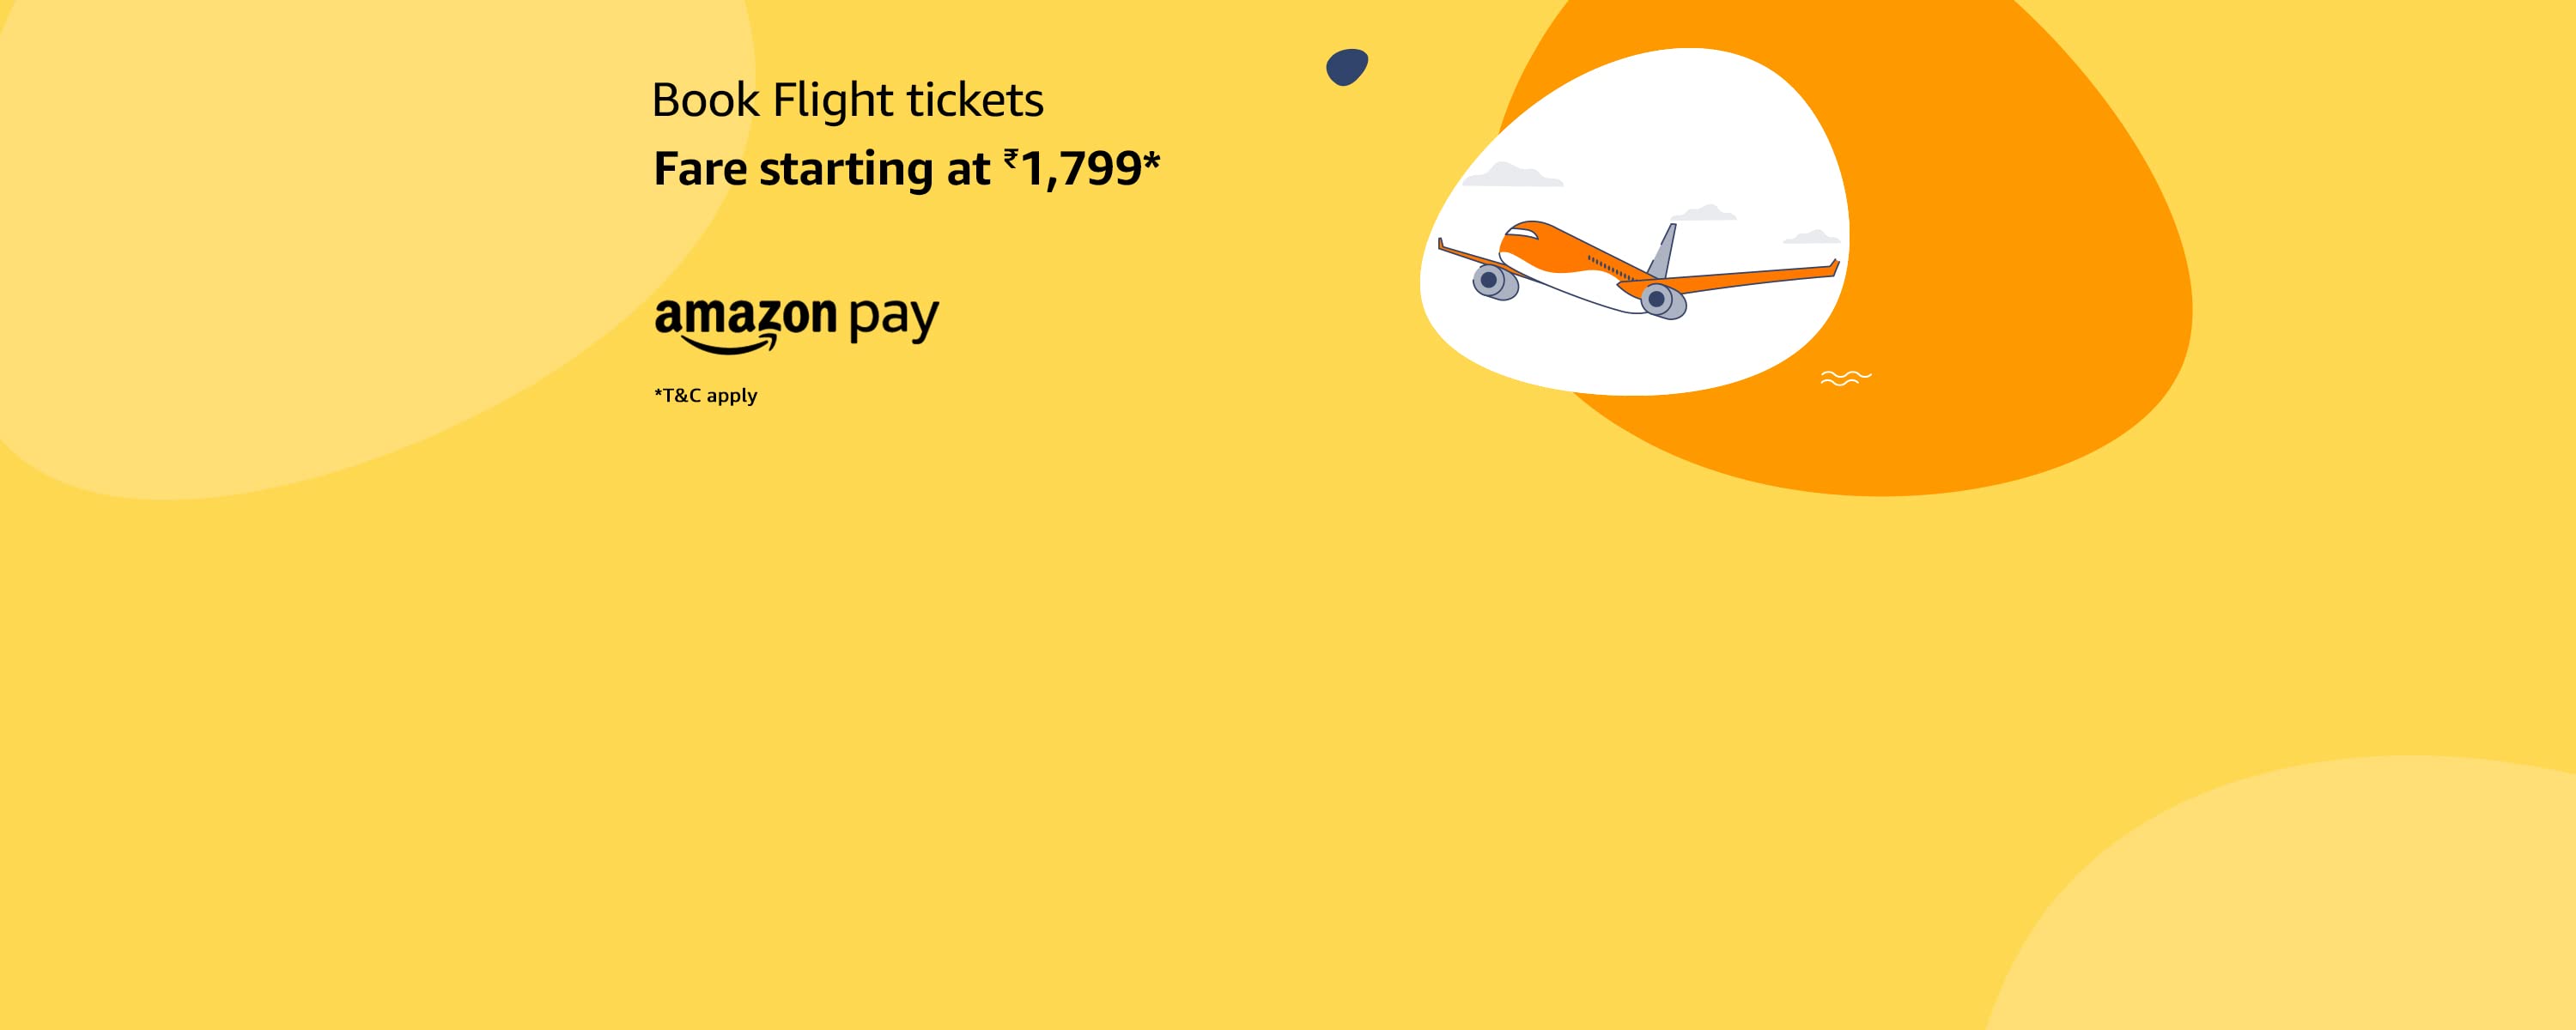 Book Flight tickets
Fare starting at ₹1,799*
amazon pay
*T&C apply